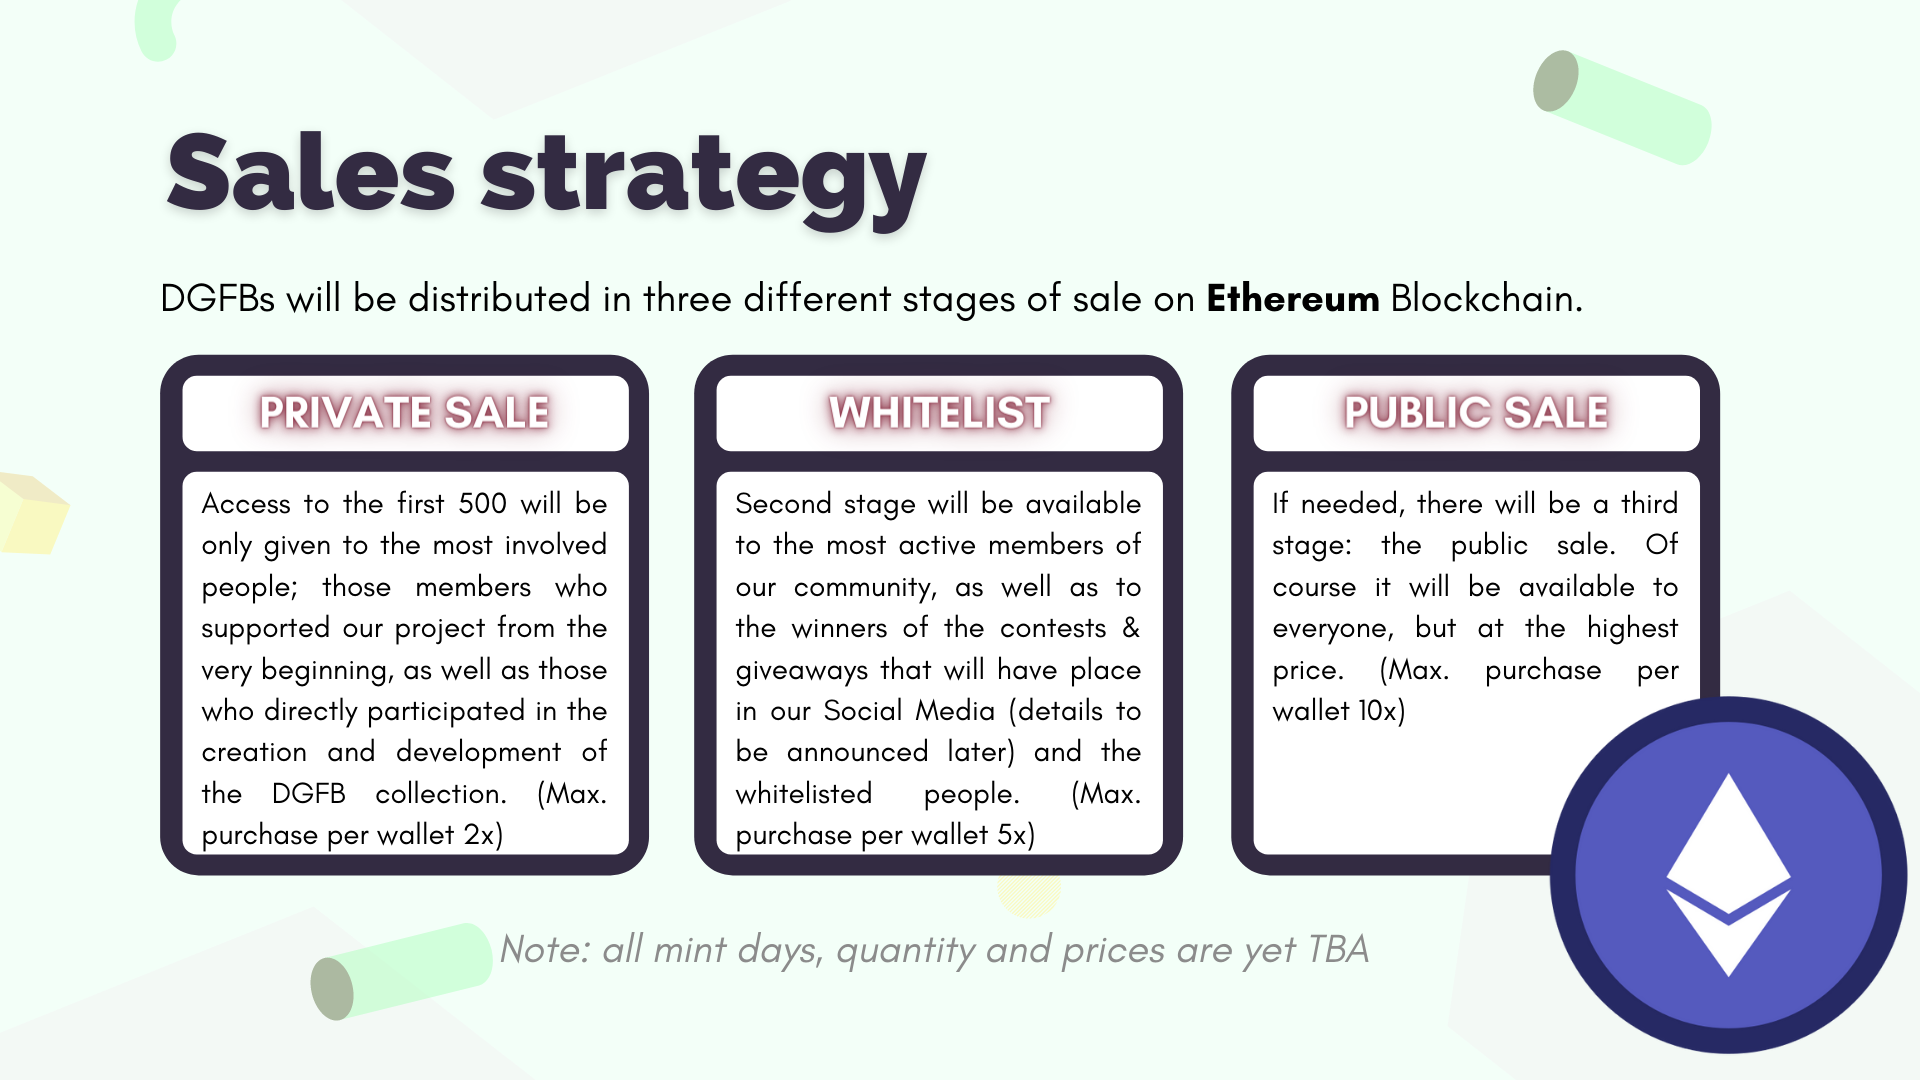 Sales strategy
DGFBs will be distributed in three different stages of sale on Ethereum Blockchain.
PRIVATE SALE
Access to the first 500 will be
only given to the most involved
people; those members who
supported our project from the
very beginning, as well as those
who directly participated in the
creation and development of
the DGFB collection. (Max.
purchase per wallet 2x)
WHITELIST
Second stage will be available
to the most active members of
our community, as well as to
the winners of the contests &
giveaways that will have place
in our Social Media (details to
be announced later) and the
whitelisted people. (Max.
purchase per wallet 5x)
PUBLIC SALE
If needed, there will be a third
stage: the public sale. Of
course it will be available to
everyone, but at the highest
price. (Max. purchase per
wallet 10x)
Note: all mint days, quantity and prices are yet TBA